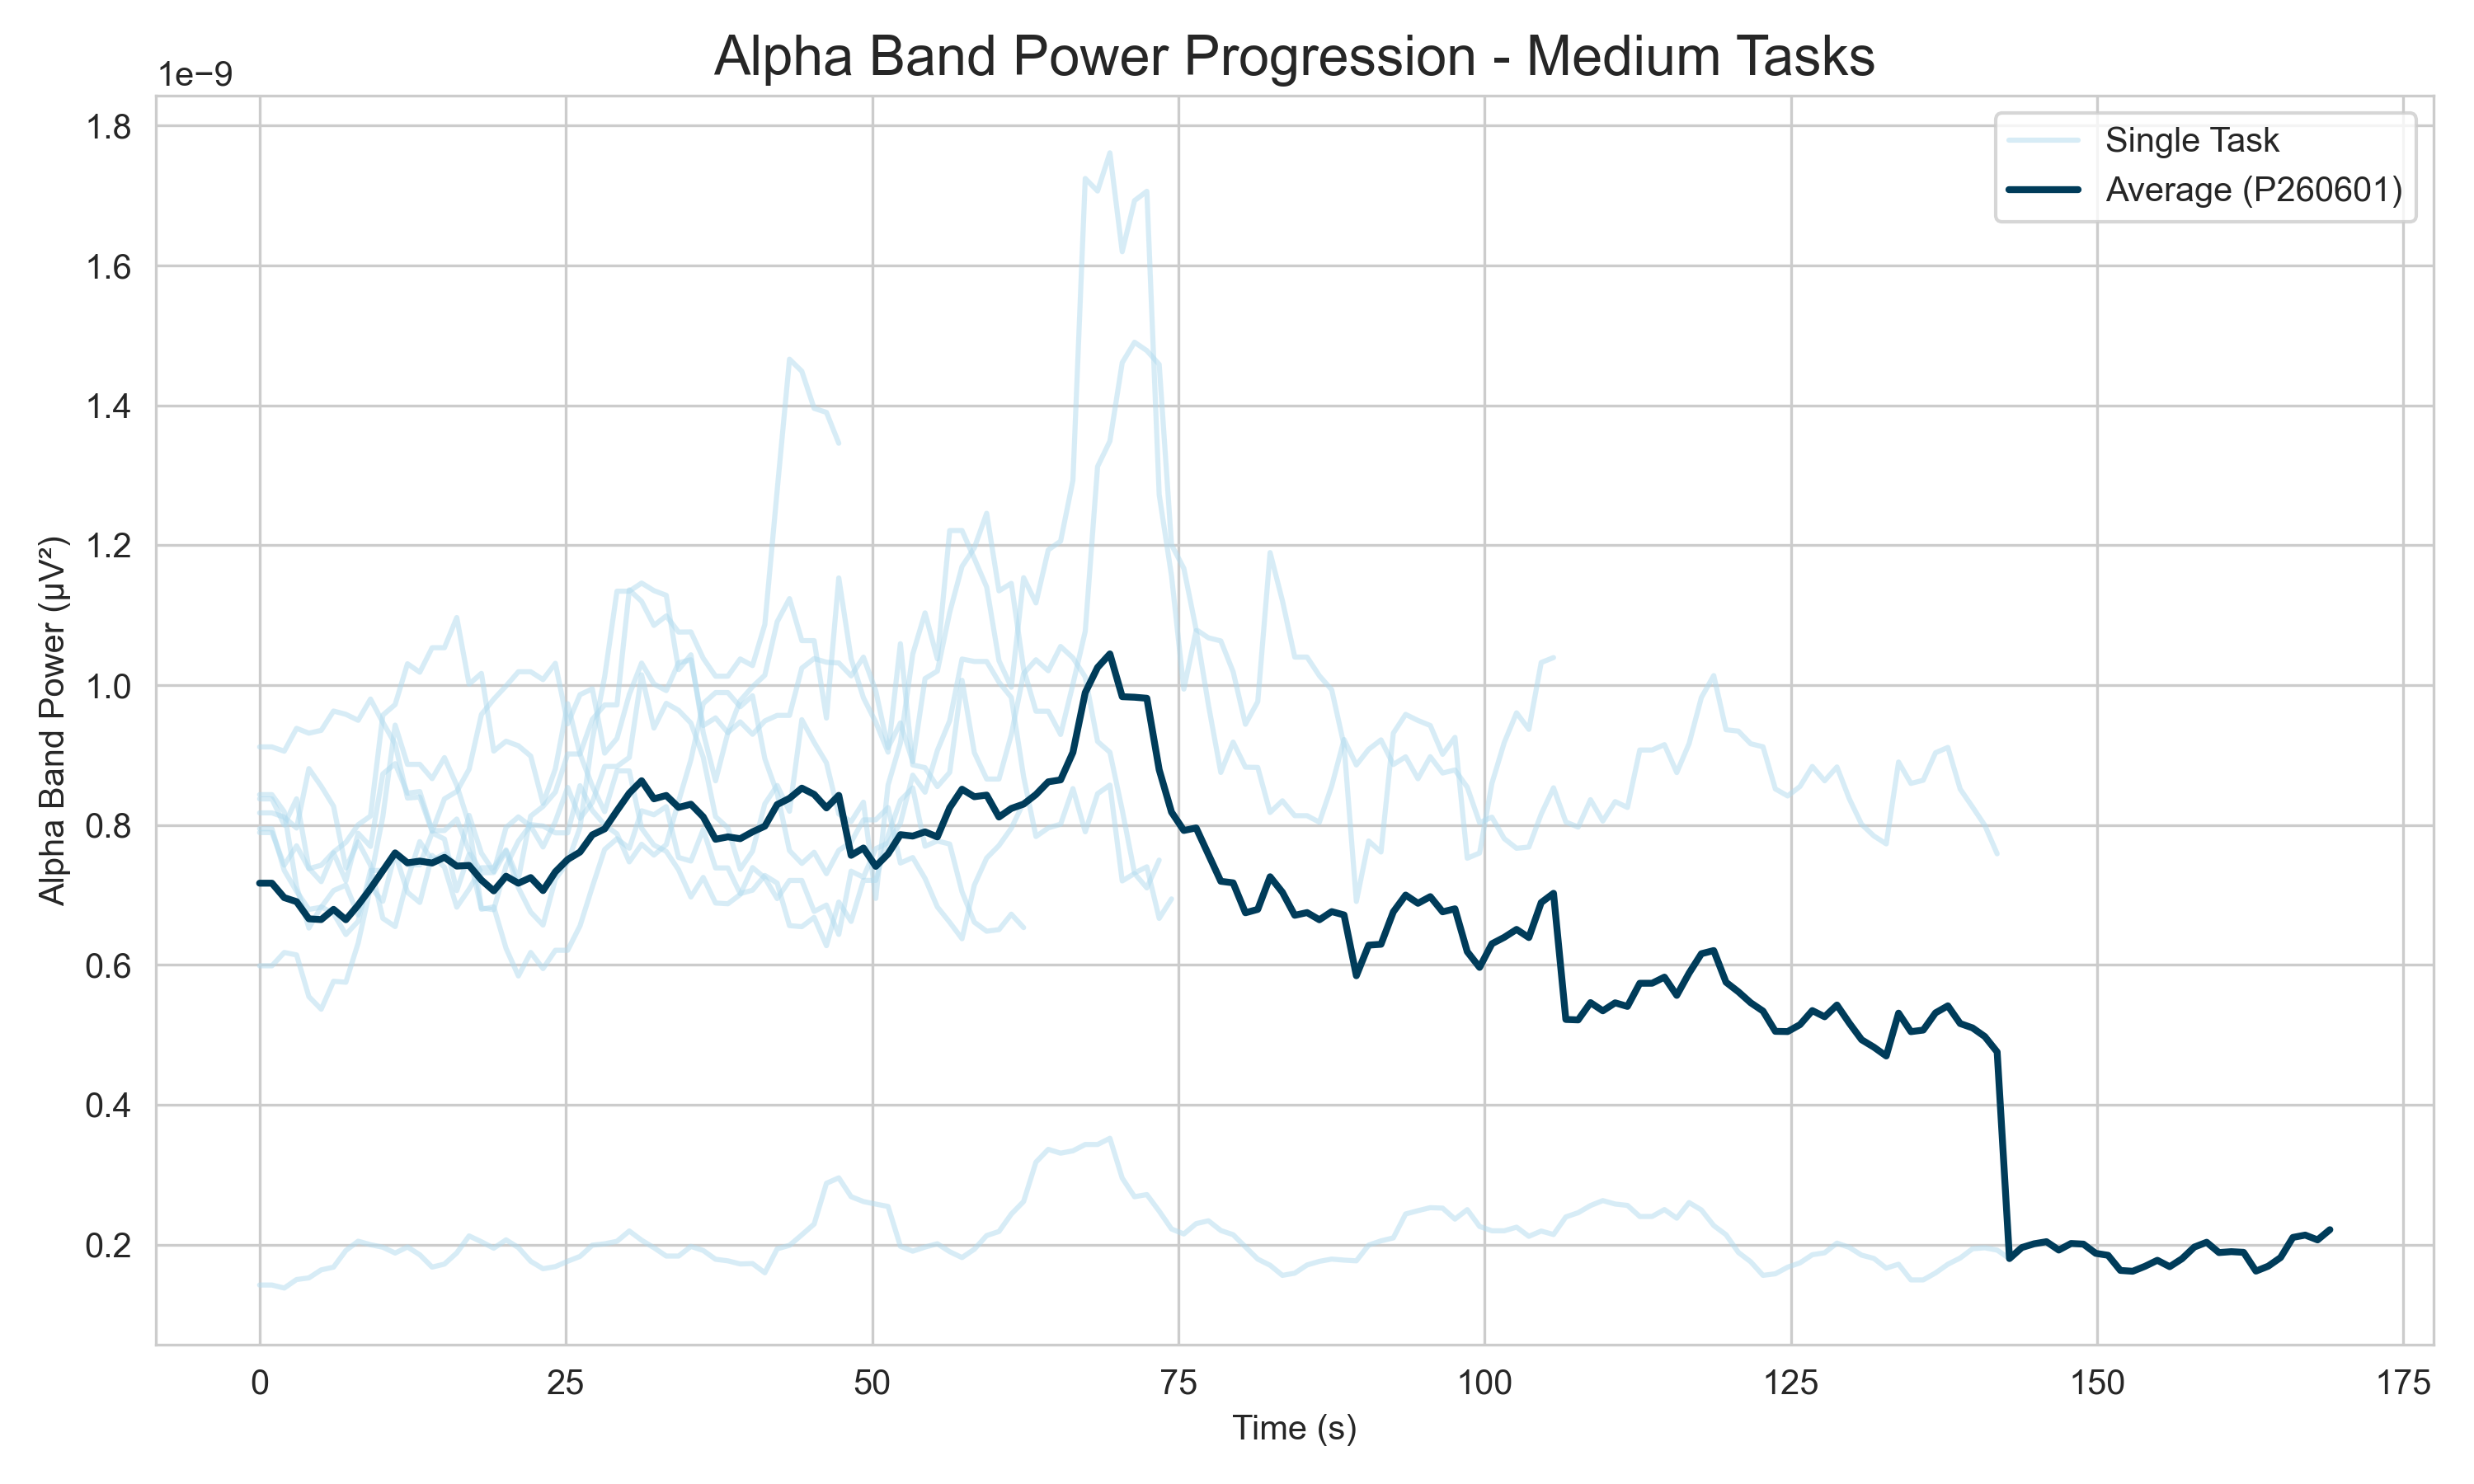 Alpha Band Power Progression - Medium Tasks
1e−9
Single Task
Average (P260601)
1.8
1.6
1.4
1.2
1.0
0.8
0.6
0.4
0.2
Alpha Band Power (µV²)
0 25 50 75 100 125 150 175
Time (s)